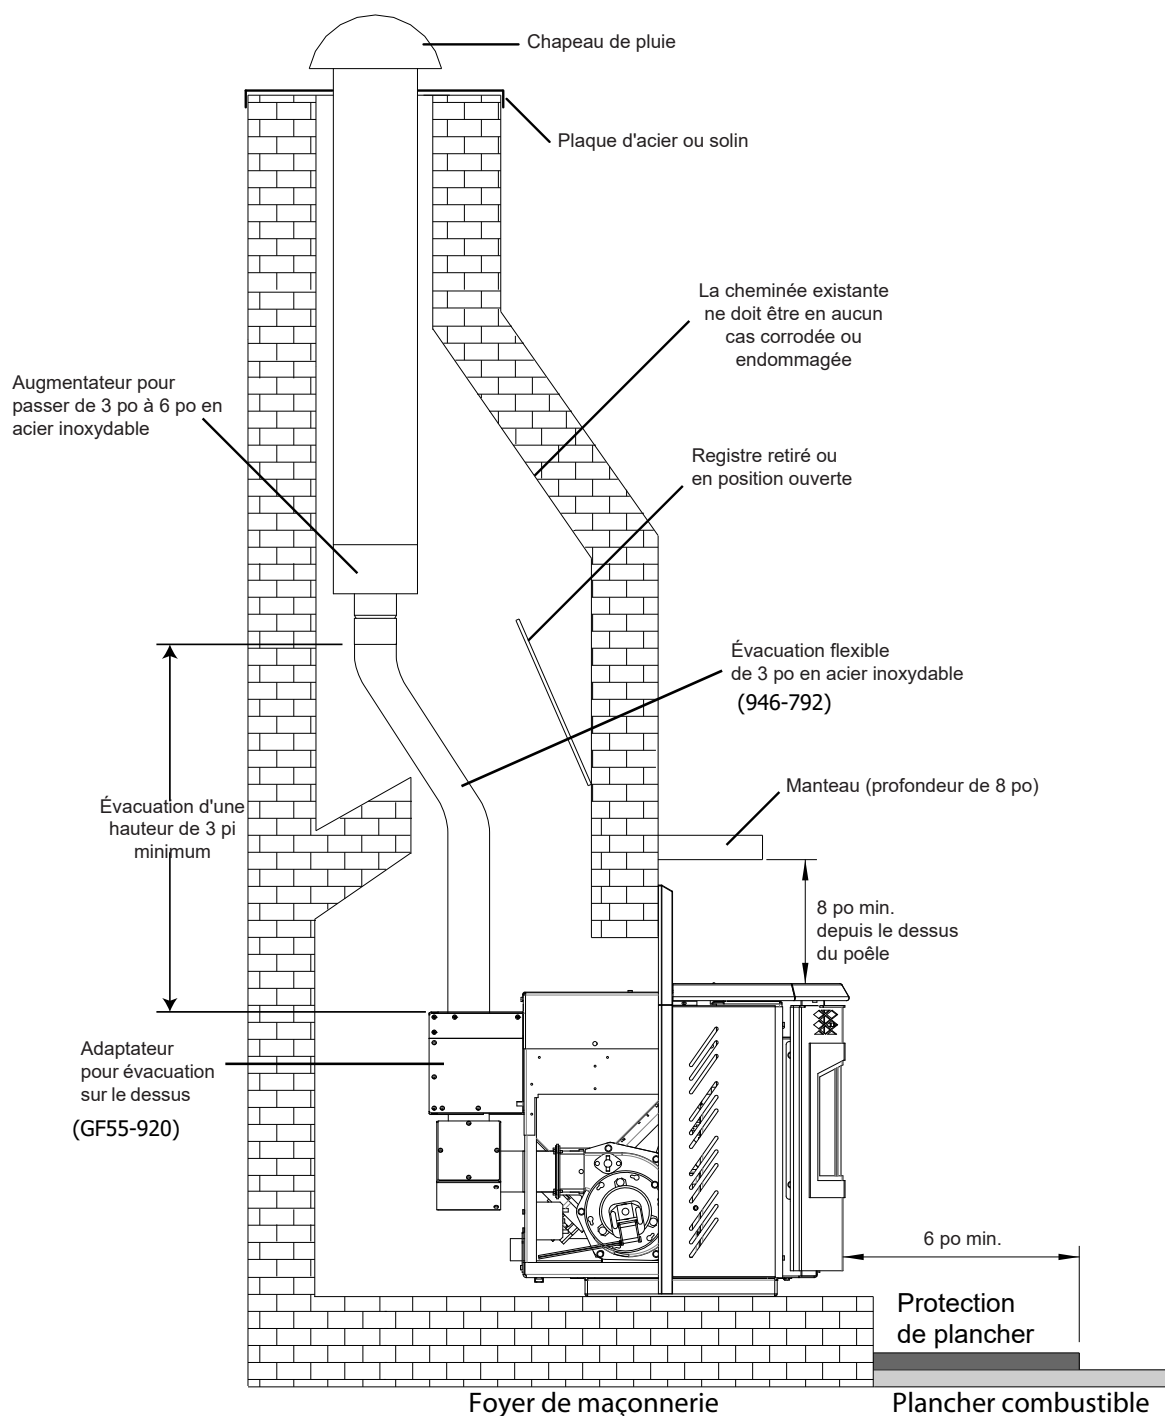 Chapeau de pluie
Plaque d'acier ou solin
La cheminée existante
ne doit être en aucun
cas corrodée ou
endommagée
Augmentateur pour
passer de 3 po à 6 po en
acier inoxydable
Registre retiré ou
en position ouverte
Évacuation flexible
de 3 po en acier inoxydable
(946-792)
Manteau (profondeur de 8 po)
Évacuation d'une
hauteur de 3 pi
minimum
8 po min.
depuis le dessus
du poêle
Adaptateur
pour évacuation
sur le dessus
(GF55-920)
6 po min.
Protection
de plancher
Foyer de maçonnerie
Plancher combustible